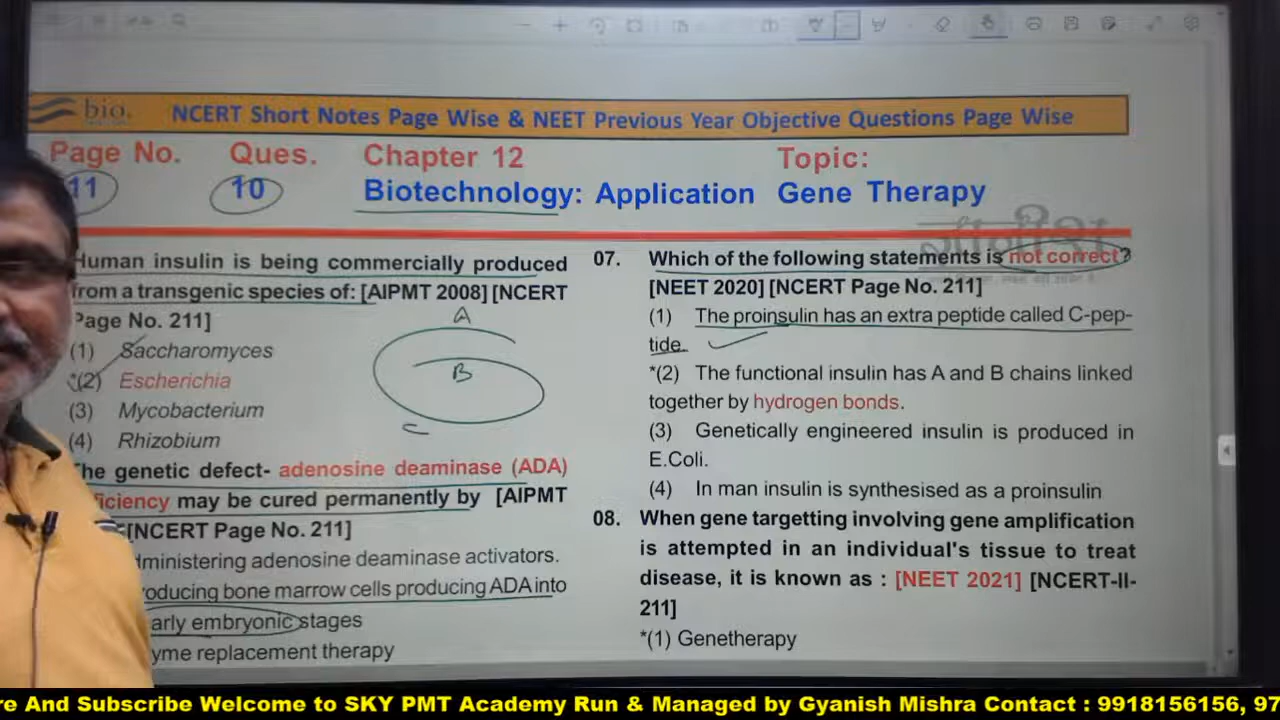 bio.
NCERT Short Notes Page Wise & NEET Previous Year Objective Questions Page Wise
Page No. Ques. Chapter 12 Topic:
11 10 Biotechnology: Application Gene Therapy
Human insulin is being commercially produced
from a transgenic species of: [AIPMT 2008] [NCERT
Page No. 211]
(1) Saccharomyces
*(2) Escherichia
(3) Mycobacterium
(4) Rhizobium
A
B
C
The genetic defect- adenosine deaminase (ADA)
ficiency may be cured permanently by [AIPMT
[NCERT Page No. 211]
dministering adenosine deaminase activators.
roducing bone marrow cells producing ADA into
arly embryonic stages
yme replacement therapy
07. Which of the following statements is not correct?
[NEET 2020] [NCERT Page No. 211]
(1) The proinsulin has an extra peptide called C-pep-
tide.
*(2) The functional insulin has A and B chains linked
together by hydrogen bonds.
(3) Genetically engineered insulin is produced in
E.Coli.
(4) In man insulin is synthesised as a proinsulin
08. When gene targetting involving gene amplification
is attempted in an individual's tissue to treat
disease, it is known as : [NEET 2021] [NCERT-II-
211]
*(1) Genetherapy
re And Subscribe Welcome to SKY PMT Academy Run & Managed by Gyanish Mishra Contact : 9918156156, 97